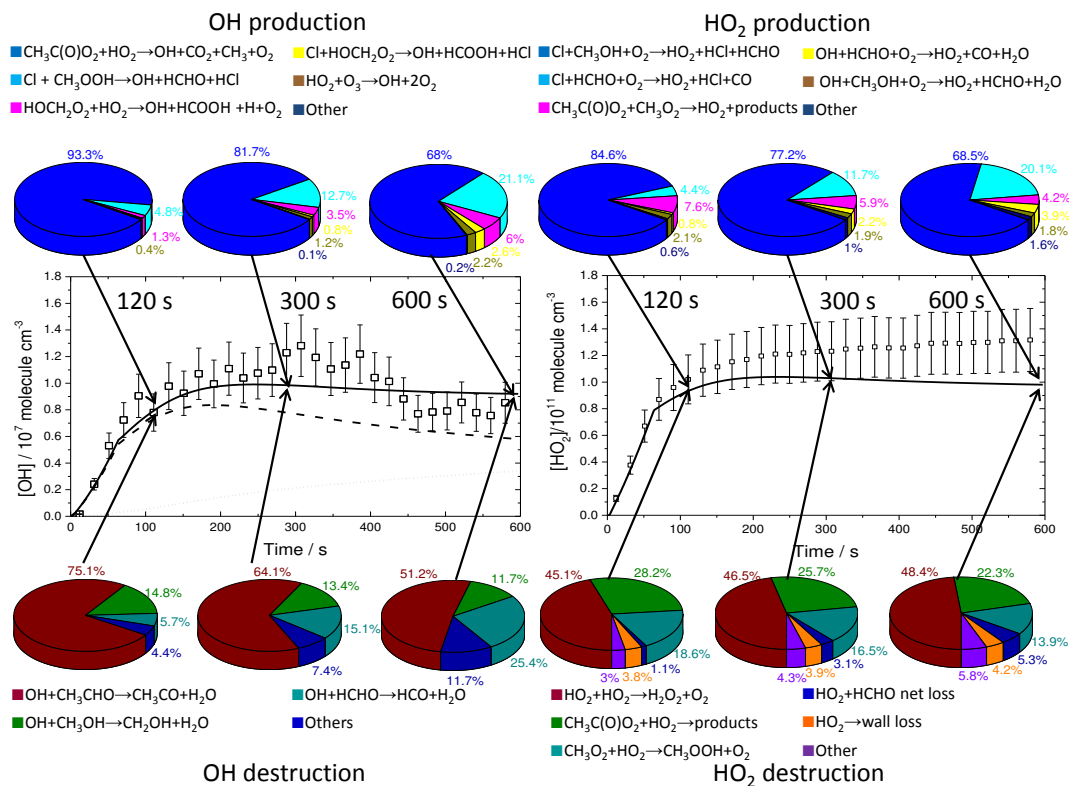 OH production
HO₂ production
CH₃C(O)O₂+HO₂→OH+CO₂+CH₃+O₂
Cl+HOCH₂O₂→OH+HCOOH+HCl
Cl + CH₃OOH→OH+HCHO+HCl
HO₂+O₃→OH+2O₂
HOCH₂O₂+HO₂→OH+HCOOH +H+O₂
Other
Cl+CH₃OH+O₂→HO₂+HCl+HCHO
OH+HCHO+O₂→HO₂+CO+H₂O
Cl+HCHO+O₂→HO₂+HCl+CO
OH+CH₃OH+O₂→HO₂+HCHO+H₂O
CH₃C(O)O₂+CH₃O₂→HO₂+products
Other
93.3%
4.8%
1.3%
0.4%
81.7%
12.7%
3.5%
0.8%
1.2%
0.1%
68%
21.1%
6%
2.6%
2.2%
0.2%
84.6%
4.4%
7.6%
0.8%
2.1%
0.6%
77.2%
11.7%
5.9%
2.2%
1.9%
1%
68.5%
20.1%
4.2%
3.9%
1.8%
1.6%
120 s
300 s
600 s
[OH] / 10⁷ molecule cm⁻³
1.8
1.6
1.4
1.2
1.0
0.8
0.6
0.4
0.2
0.0
0
100
200
300
400
500
600
Time / s
120 s
300 s
600 s
[HO₂]/10¹¹ molecule cm⁻³
1.8
1.6
1.4
1.2
1.0
0.8
0.6
0.4
0.2
0.0
0
100
200
300
400
500
600
Time / s
75.1%
14.8%
5.7%
4.4%
64.1%
13.4%
15.1%
7.4%
51.2%
11.7%
25.4%
11.7%
45.1%
28.2%
18.6%
1.1%
3.8%
3%
46.5%
25.7%
16.5%
3.1%
3.9%
4.3%
48.4%
22.3%
13.9%
5.3%
4.2%
5.8%
OH+CH₃CHO→CH₃CO+H₂O
OH+HCHO→HCO+H₂O
OH+CH₃OH→CH₂OH+H₂O
Others
HO₂+HO₂→H₂O₂+O₂
HO₂+HCHO net loss
CH₃C(O)O₂+HO₂→products
HO₂→wall loss
CH₃O₂+HO₂→CH₃OOH+O₂
Other
OH destruction
HO₂ destruction